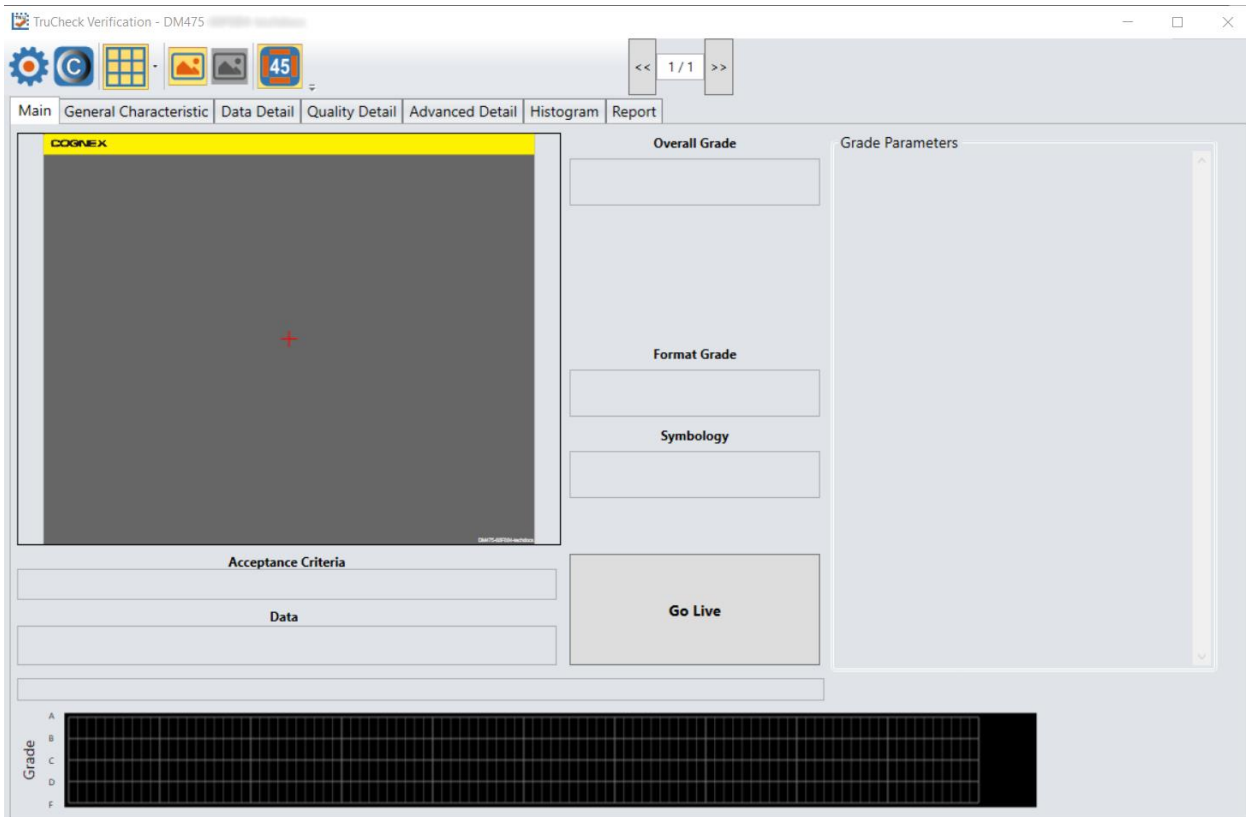 TruCheck Verification - DM475
C
45
<< 1 / 1 >>
Main General Characteristic Data Detail Quality Detail Advanced Detail Histogram Report
COGNEX
Overall Grade
Grade Parameters
Format Grade
Symbology
Acceptance Criteria
Go Live
Data
Grade
A
B
C
D
F